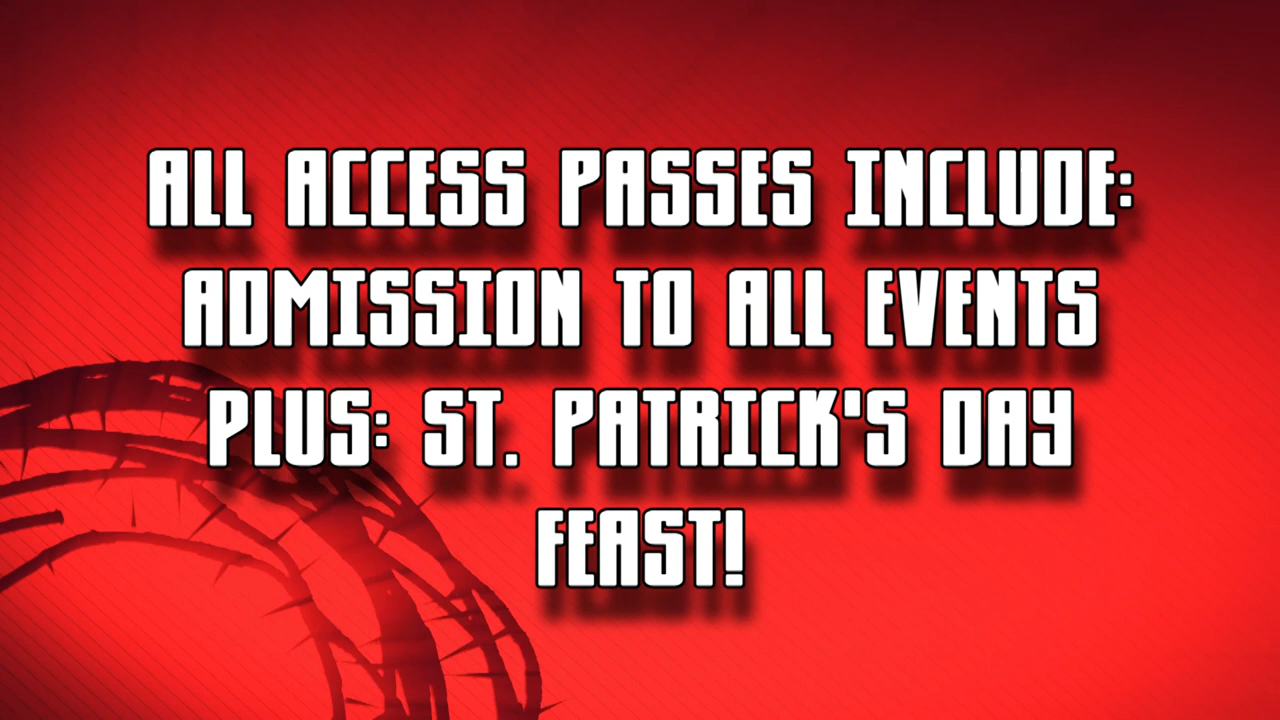 ALL ACCESS PASSES INCLUDE:
ADMISSION TO ALL EVENTS
PLUS: ST. PATRICK'S DAY
FEAST!